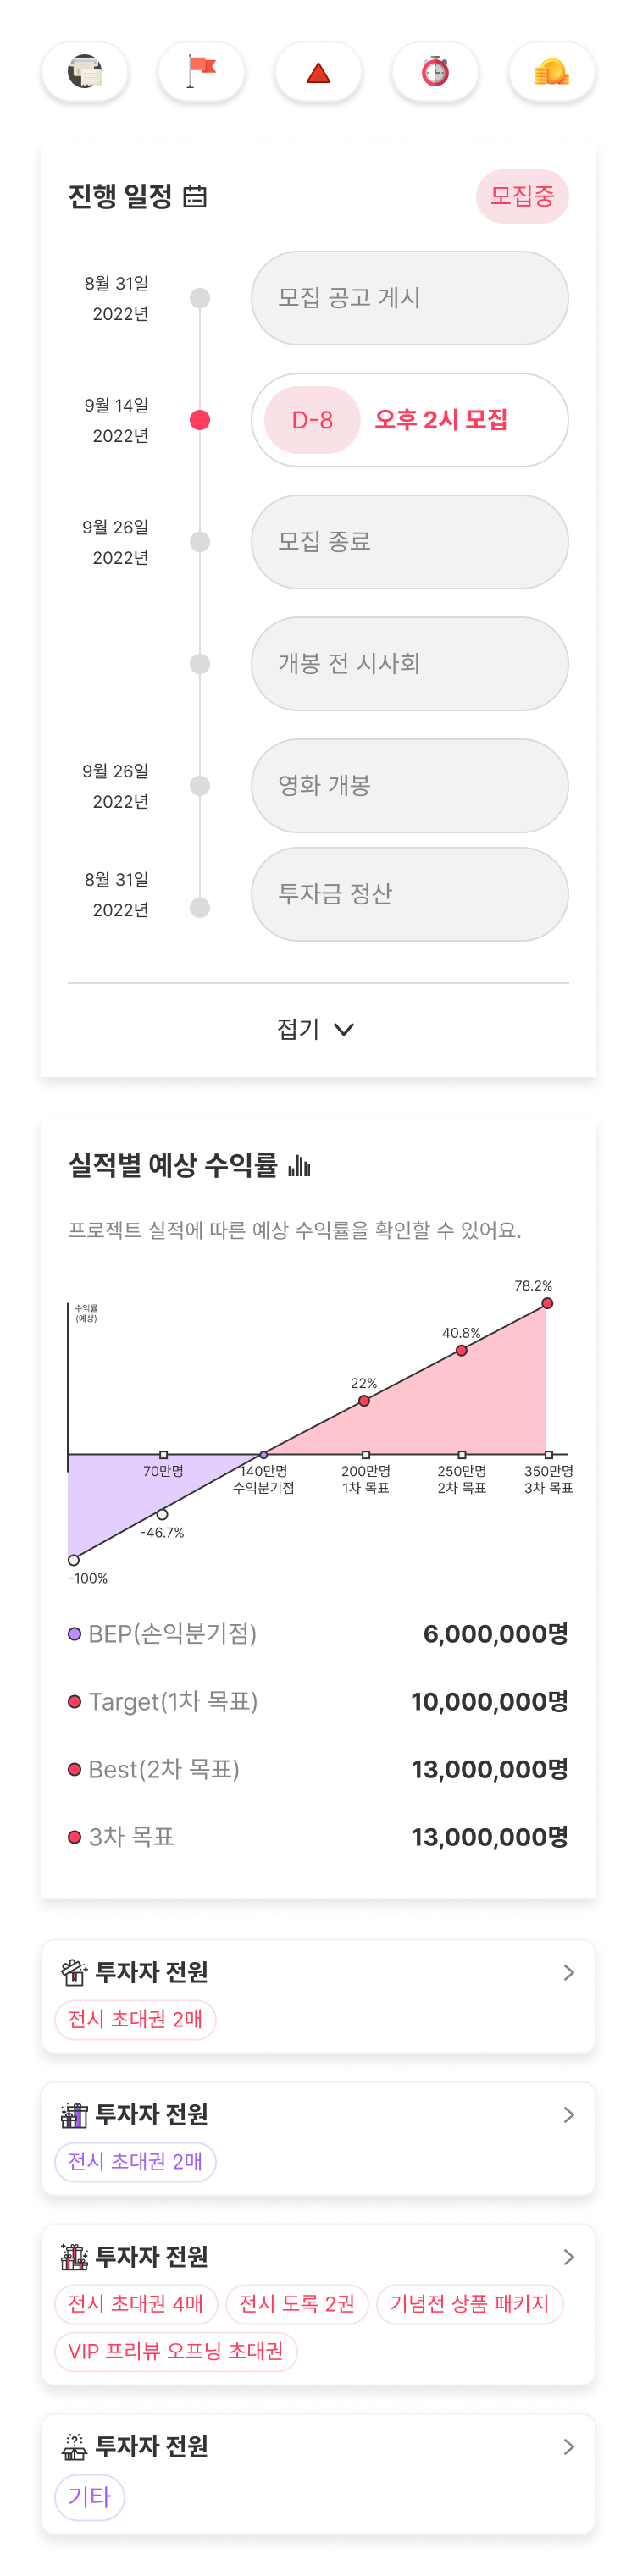 진행 일정
모집중
8월 31일
2022년
모집 공고 게시
9월 14일
2022년
D-8 오후 2시 모집
9월 26일
2022년
모집 종료
개봉 전 시사회
9월 26일
2022년
영화 개봉
8월 31일
2022년
투자금 정산
접기
실적별 예상 수익률
프로젝트 실적에 따른 예상 수익률을 확인할 수 있어요.
수익률
(예상)
78.2%
40.8%
22%
70만명 140만명 200만명 250만명 350만명
수익분기점 1차 목표 2차 목표 3차 목표
-46.7%
-100%
BEP(손익분기점) 6,000,000명
Target(1차 목표) 10,000,000명
Best(2차 목표) 13,000,000명
3차 목표 13,000,000명
투자자 전원
전시 초대권 2매
투자자 전원
전시 초대권 2매
투자자 전원
전시 초대권 4매 전시 도록 2권 기념전 상품 패키지
VIP 프리뷰 오프닝 초대권
투자자 전원
기타